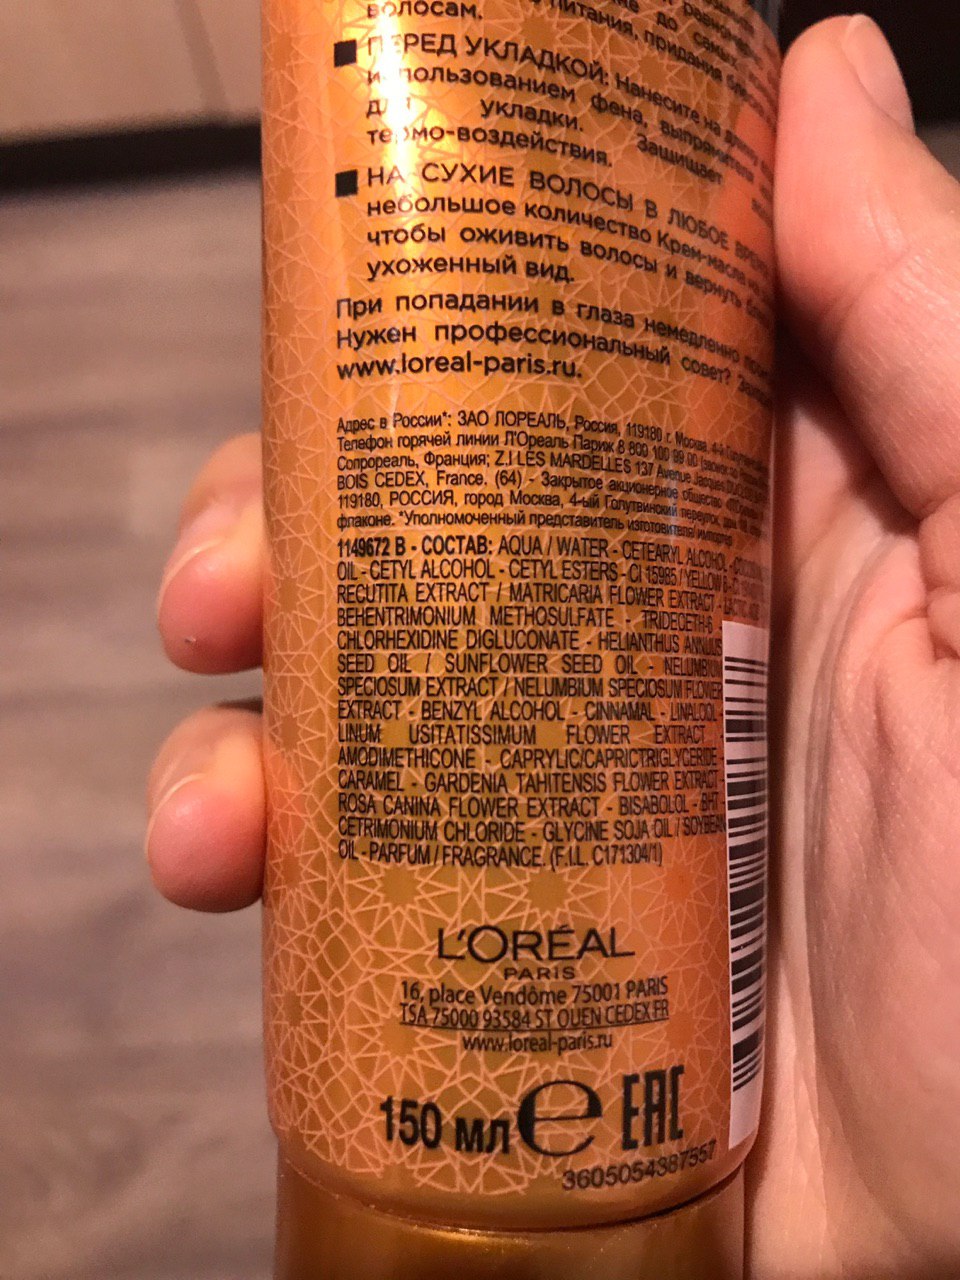 волосам.
питания, придания
ПЕРЕД УКЛАДКОЙ: Нанесите на
использованием фена,
для укладки. Защищает
термо-воздействия.
НА СУХИЕ ВОЛОСЫ В ЛЮБОЕ
небольшое количество Крем-масла
чтобы оживить волосы и вернуть
ухоженный вид.
При попадании в глаза немедленно
Нужен профессиональный совет?
www.loreal-paris.ru.
Адрес в России*: ЗАО ЛОРЕАЛЬ, Россия, 119180 г. Москва, 4-й
Телефон горячей линии Л'Ореаль Париж 8 800 100 99 00
Сопрореаль, Франция; Z.I LES MARDELLES 137 Avenue
BOIS CEDEX, France. (64) - Закрытое акционерное общество
119180, РОССИЯ, город Москва, 4-ый Голутвинский переулок,
флаконе. *Уполномоченный представитель изготовителя/
1149672 B - СОСТАВ: AQUA / WATER - CETEARYL ALCOHOL -
OIL - CETYL ALCOHOL - CETYL ESTERS - CI 15985 / YELLOW
RECUTITA EXTRACT / MATRICARIA FLOWER EXTRACT -
BEHENTRIMONIUM METHOSULFATE - TRIDECETH-6
CHLORHEXIDINE DIGLUCONATE - HELIANTHUS ANNUUS
SEED OIL / SUNFLOWER SEED OIL - NELUMBIUM
SPECIOSUM EXTRACT / NELUMBIUM SPECIOSUM FLOWER
EXTRACT - BENZYL ALCOHOL - CINNAMAL - LINALOOL -
LINUM USITATISSIMUM FLOWER EXTRACT -
AMODIMETHICONE - CAPRYLIC/CAPRIC TRIGLYCERIDE -
CARAMEL - GARDENIA TAHITENSIS FLOWER EXTRACT -
ROSA CANINA FLOWER EXTRACT - BISABOLOL - BHT -
CETRIMONIUM CHLORIDE - GLYCINE SOJA OIL / SOYBEAN
OIL - PARFUM / FRAGRANCE. (F.I.L. C171304/1)
L'ORÉAL
PARIS
16, place Vendôme 75001 PARIS
TSA 75000 93584 ST OUEN CEDEX FR
www.loreal-paris.ru
150 мл e EAC
3605054387557